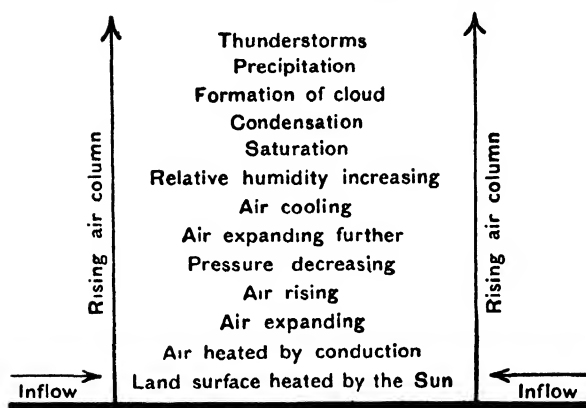 Thunderstorms
Precipitation
Formation of cloud
Condensation
Saturation
Relative humidity increasing
Air cooling
Air expanding further
Pressure decreasing
Air rising
Air expanding
Air heated by conduction
Land surface heated by the Sun
Rising air column
Rising air column
Inflow
Inflow